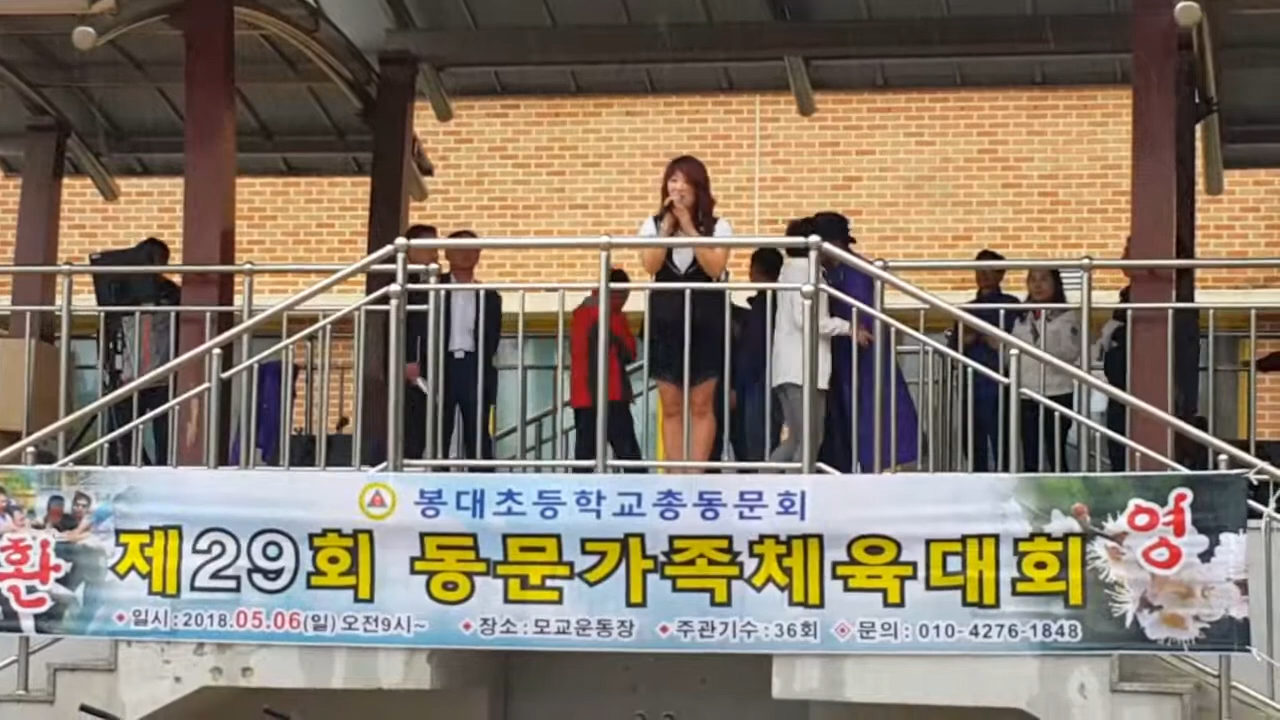 봉대초등학교총동문회
환 제29회 동문가족체육대회 영
일시:2018.05.06(일) 오전9시~ 장소:모교운동장 주관기수:36회 문의: 010-4276-1848